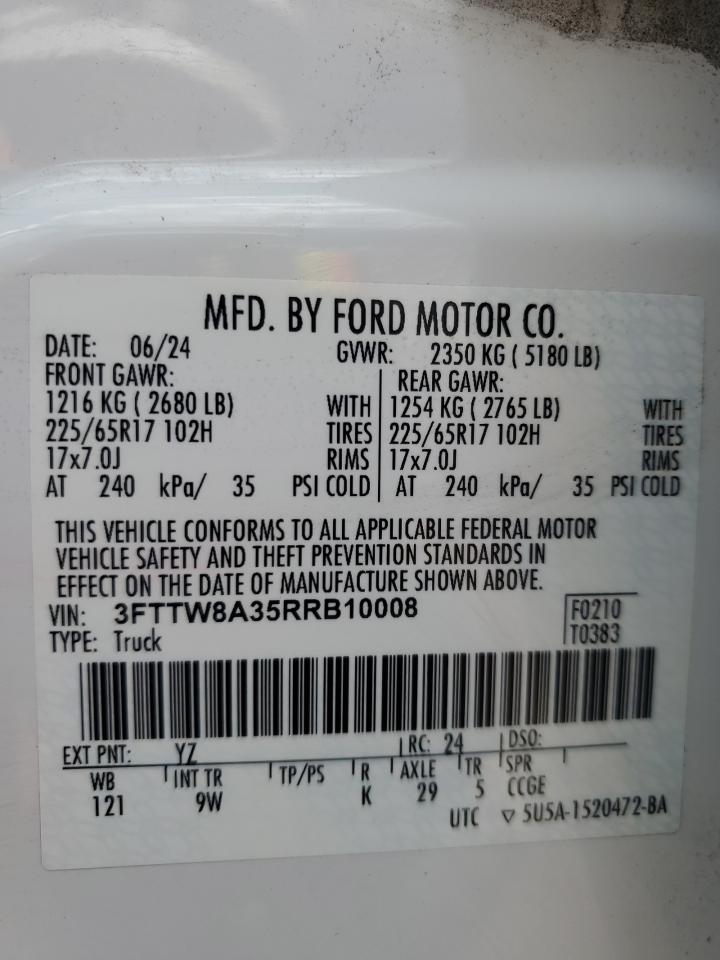 MFD. BY FORD MOTOR CO.
DATE: 06/24 GVWR: 2350 KG ( 5180 LB)
FRONT GAWR: REAR GAWR:
1216 KG ( 2680 LB) WITH 1254 KG ( 2765 LB) WITH
225/65R17 102H TIRES 225/65R17 102H TIRES
17x7.0J RIMS 17x7.0J RIMS
AT 240 kPa/ 35 PSI COLD AT 240 kPa/ 35 PSI COLD
THIS VEHICLE CONFORMS TO ALL APPLICABLE FEDERAL MOTOR
VEHICLE SAFETY AND THEFT PREVENTION STANDARDS IN
EFFECT ON THE DATE OF MANUFACTURE SHOWN ABOVE.
VIN: 3FTTW8A35RRB10008 F0210
TYPE: Truck T0383
EXT PNT: YZ RC: 24 DSO:
WB INT TR TP/PS R AXLE TR SPR
121 9W K 29 5 CCGE
UTC ▽ 5U5A-1520472-BA